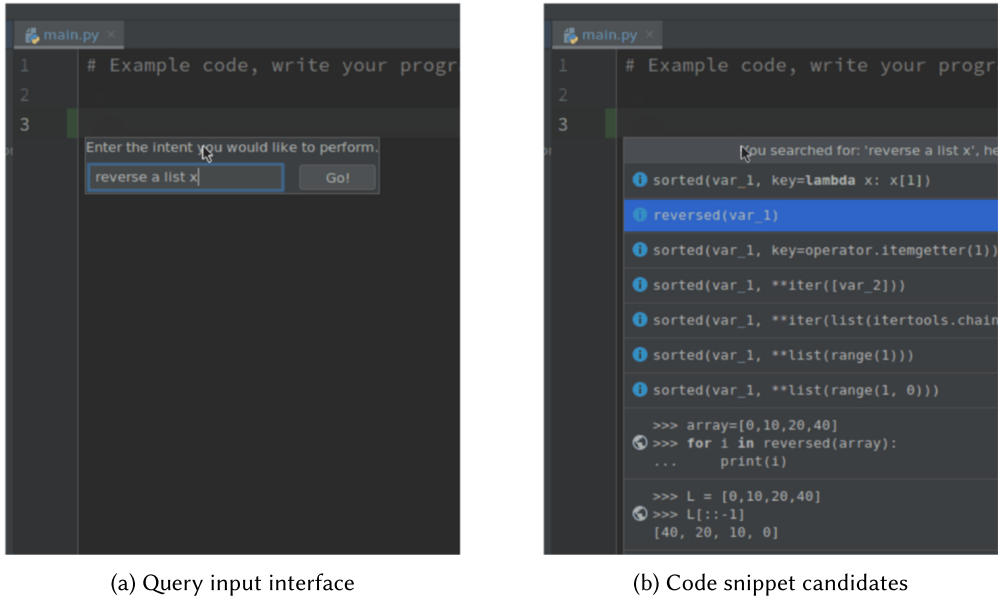 main.py ×
1 # Example code, write your progr
2
3
Enter the intent you would like to perform.
reverse a list x
Go!
(a) Query input interface
main.py ×
1 # Example code, write your progr
2
3
You searched for: 'reverse a list x', he
sorted(var_1, key=lambda x: x[1])
reversed(var_1)
sorted(var_1, key=operator.itemgetter(1))
sorted(var_1, **iter([var_2]))
sorted(var_1, **iter(list(itertools.chain
sorted(var_1, **list(range(1)))
sorted(var_1, **list(range(1, 0)))
>>> array=[0,10,20,40]
>>> for i in reversed(array):
...     print(i)
>>> L = [0,10,20,40]
>>> L[::-1]
[40, 20, 10, 0]
(b) Code snippet candidates